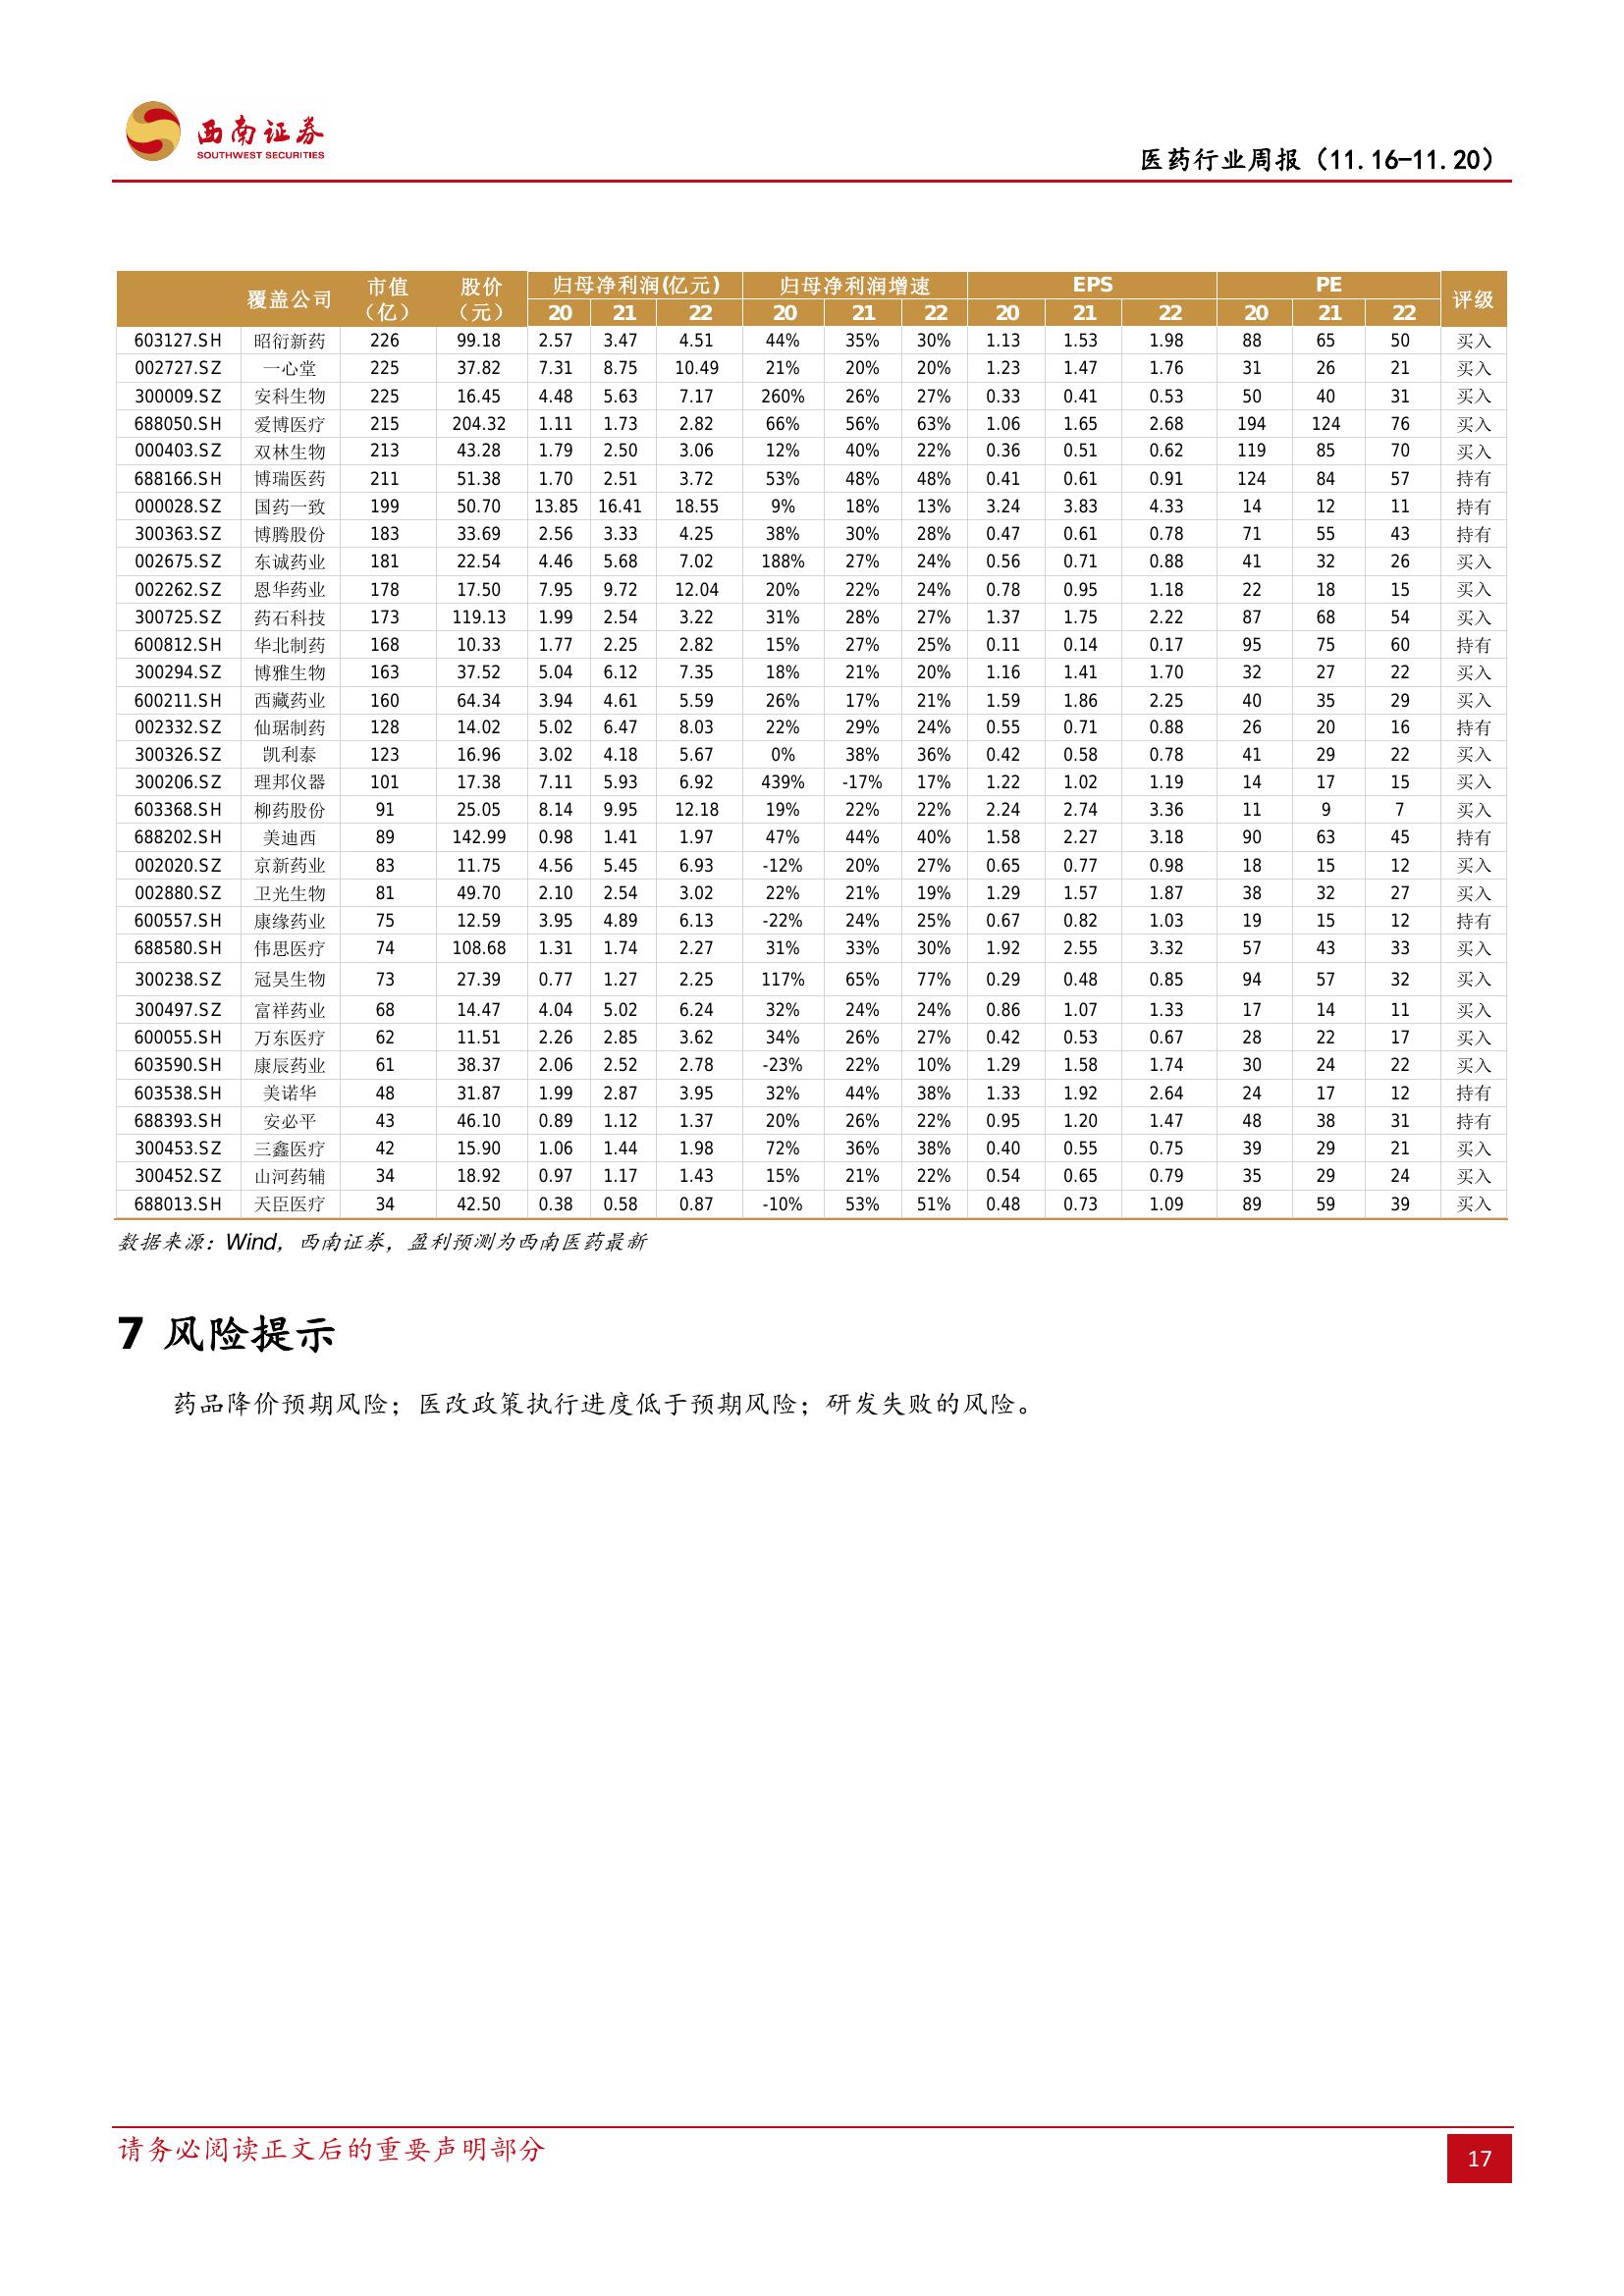 西南证券
SOUTHWEST SECURITIES
医药行业周报（11.16-11.20）
覆盖公司 市值（亿） 股价（元） 归母净利润(亿元) 归母净利润增速 EPS PE 评级
20 21 22 20 21 22 20 21 22 20 21 22
603127.SH 昭衍新药 226 99.18 2.57 3.47 4.51 44% 35% 30% 1.13 1.53 1.98 88 65 50 买入
002727.SZ 一心堂 225 37.82 7.31 8.75 10.49 21% 20% 20% 1.23 1.47 1.76 31 26 21 买入
300009.SZ 安科生物 225 16.45 4.48 5.63 7.17 260% 26% 27% 0.33 0.41 0.53 50 40 31 买入
688050.SH 爱博医疗 215 204.32 1.11 1.73 2.82 66% 56% 63% 1.06 1.65 2.68 194 124 76 买入
000403.SZ 双林生物 213 43.28 1.79 2.50 3.06 12% 40% 22% 0.36 0.51 0.62 119 85 70 买入
688166.SH 博瑞医药 211 51.38 1.70 2.51 3.72 53% 48% 48% 0.41 0.61 0.91 124 84 57 持有
000028.SZ 国药一致 199 50.70 13.85 16.41 18.55 9% 18% 13% 3.24 3.83 4.33 14 12 11 持有
300363.SZ 博腾股份 183 33.69 2.56 3.33 4.25 38% 30% 28% 0.47 0.61 0.78 71 55 43 持有
002675.SZ 东诚药业 181 22.54 4.46 5.68 7.02 188% 27% 24% 0.56 0.71 0.88 41 32 26 买入
002262.SZ 恩华药业 178 17.50 7.95 9.72 12.04 20% 22% 24% 0.78 0.95 1.18 22 18 15 买入
300725.SZ 药石科技 173 119.13 1.99 2.54 3.22 31% 28% 27% 1.37 1.75 2.22 87 68 54 买入
600812.SH 华北制药 168 10.33 1.77 2.25 2.82 15% 27% 25% 0.11 0.14 0.17 95 75 60 持有
300294.SZ 博雅生物 163 37.52 5.04 6.12 7.35 18% 21% 20% 1.16 1.41 1.70 32 27 22 买入
600211.SH 西藏药业 160 64.34 3.94 4.61 5.59 26% 17% 21% 1.59 1.86 2.25 40 35 29 买入
002332.SZ 仙琚制药 128 14.02 5.02 6.47 8.03 22% 29% 24% 0.55 0.71 0.88 26 20 16 持有
300326.SZ 凯利泰 123 16.96 3.02 4.18 5.67 0% 38% 36% 0.42 0.58 0.78 41 29 22 买入
300206.SZ 理邦仪器 101 17.38 7.11 5.93 6.92 439% -17% 17% 1.22 1.02 1.19 14 17 15 买入
603368.SH 柳药股份 91 25.05 8.14 9.95 12.18 19% 22% 22% 2.24 2.74 3.36 11 9 7 买入
688202.SH 美迪西 89 142.99 0.98 1.41 1.97 47% 44% 40% 1.58 2.27 3.18 90 63 45 持有
002020.SZ 京新药业 83 11.75 4.56 5.45 6.93 -12% 20% 27% 0.65 0.77 0.98 18 15 12 买入
002880.SZ 卫光生物 81 49.70 2.10 2.54 3.02 22% 21% 19% 1.29 1.57 1.87 38 32 27 买入
600557.SH 康缘药业 75 12.59 3.95 4.89 6.13 -22% 24% 25% 0.67 0.82 1.03 19 15 12 持有
688580.SH 伟思医疗 74 108.68 1.31 1.74 2.27 31% 33% 30% 1.92 2.55 3.32 57 43 33 买入
300238.SZ 冠昊生物 73 27.39 0.77 1.27 2.25 117% 65% 77% 0.29 0.48 0.85 94 57 32 买入
300497.SZ 富祥药业 68 14.47 4.04 5.02 6.24 32% 24% 24% 0.86 1.07 1.33 17 14 11 买入
600055.SH 万东医疗 62 11.51 2.26 2.85 3.62 34% 26% 27% 0.42 0.53 0.67 28 22 17 买入
603590.SH 康辰药业 61 38.37 2.06 2.52 2.78 -23% 22% 10% 1.29 1.58 1.74 30 24 22 买入
603538.SH 美诺华 48 31.87 1.99 2.87 3.95 32% 44% 38% 1.33 1.92 2.64 24 17 12 持有
688393.SH 安必平 43 46.10 0.89 1.12 1.37 20% 26% 22% 0.95 1.20 1.47 48 38 31 持有
300453.SZ 三鑫医疗 42 15.90 1.06 1.44 1.98 72% 36% 38% 0.40 0.55 0.75 39 29 21 买入
300452.SZ 山河药辅 34 18.92 0.97 1.17 1.43 15% 21% 22% 0.54 0.65 0.79 35 29 24 买入
688013.SH 天臣医疗 34 42.50 0.38 0.58 0.87 -10% 53% 51% 0.48 0.73 1.09 89 59 39 买入
数据来源：Wind，西南证券，盈利预测为西南医药最新
7 风险提示
药品降价预期风险；医改政策执行进度低于预期风险；研发失败的风险。
请务必阅读正文后的重要声明部分
17